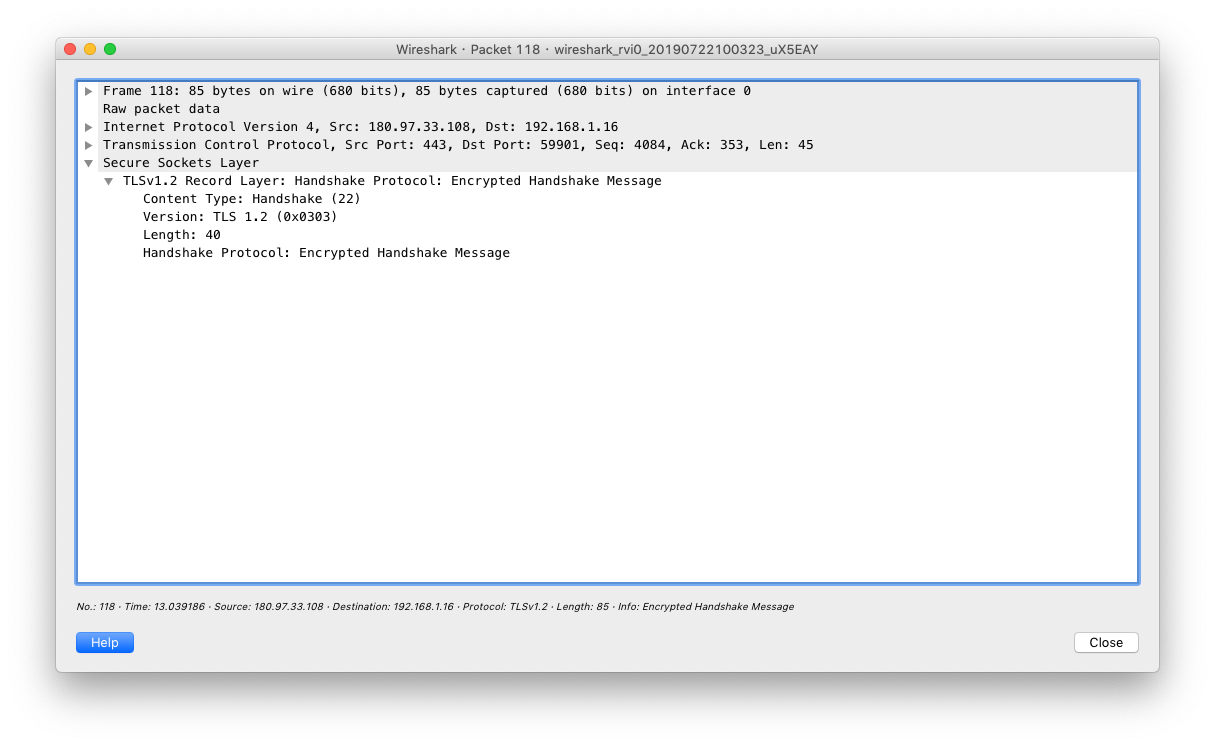 Wireshark · Packet 118 · wireshark_rvi0_20190722100323_uX5EAY
Frame 118: 85 bytes on wire (680 bits), 85 bytes captured (680 bits) on interface 0
Raw packet data
Internet Protocol Version 4, Src: 180.97.33.108, Dst: 192.168.1.16
Transmission Control Protocol, Src Port: 443, Dst Port: 59901, Seq: 4084, Ack: 353, Len: 45
Secure Sockets Layer
TLSv1.2 Record Layer: Handshake Protocol: Encrypted Handshake Message
Content Type: Handshake (22)
Version: TLS 1.2 (0x0303)
Length: 40
Handshake Protocol: Encrypted Handshake Message
No.: 118 · Time: 13.039186 · Source: 180.97.33.108 · Destination: 192.168.1.16 · Protocol: TLSv1.2 · Length: 85 · Info: Encrypted Handshake Message
Help
Close